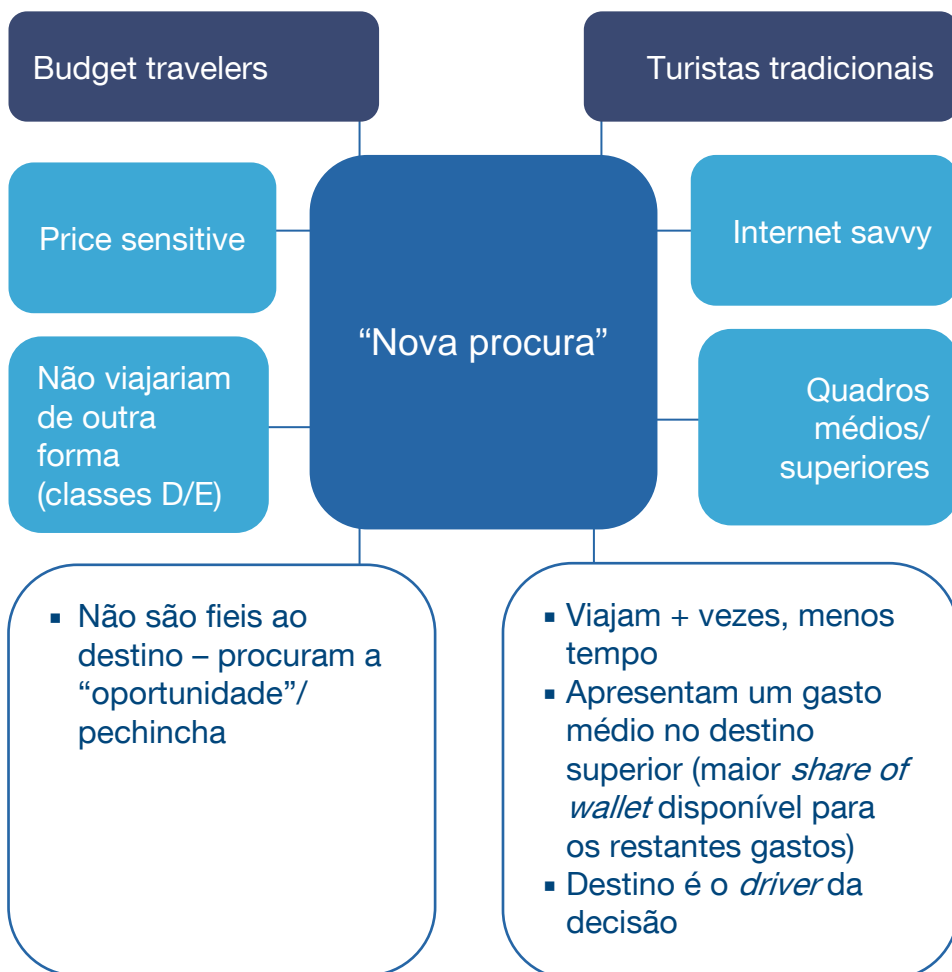 Budget travelers
Turistas tradicionais
Price sensitive
Internet savvy
“Nova procura”
Não viajariam
de outra
forma
(classes D/E)
Quadros
médios/
superiores
▪ Não são fieis ao
destino – procuram a
“oportunidade”/
pechincha
▪ Viajam + vezes, menos
tempo
▪ Apresentam um gasto
médio no destino
superior (maior share of
wallet disponível para
os restantes gastos)
▪ Destino é o driver da
decisão